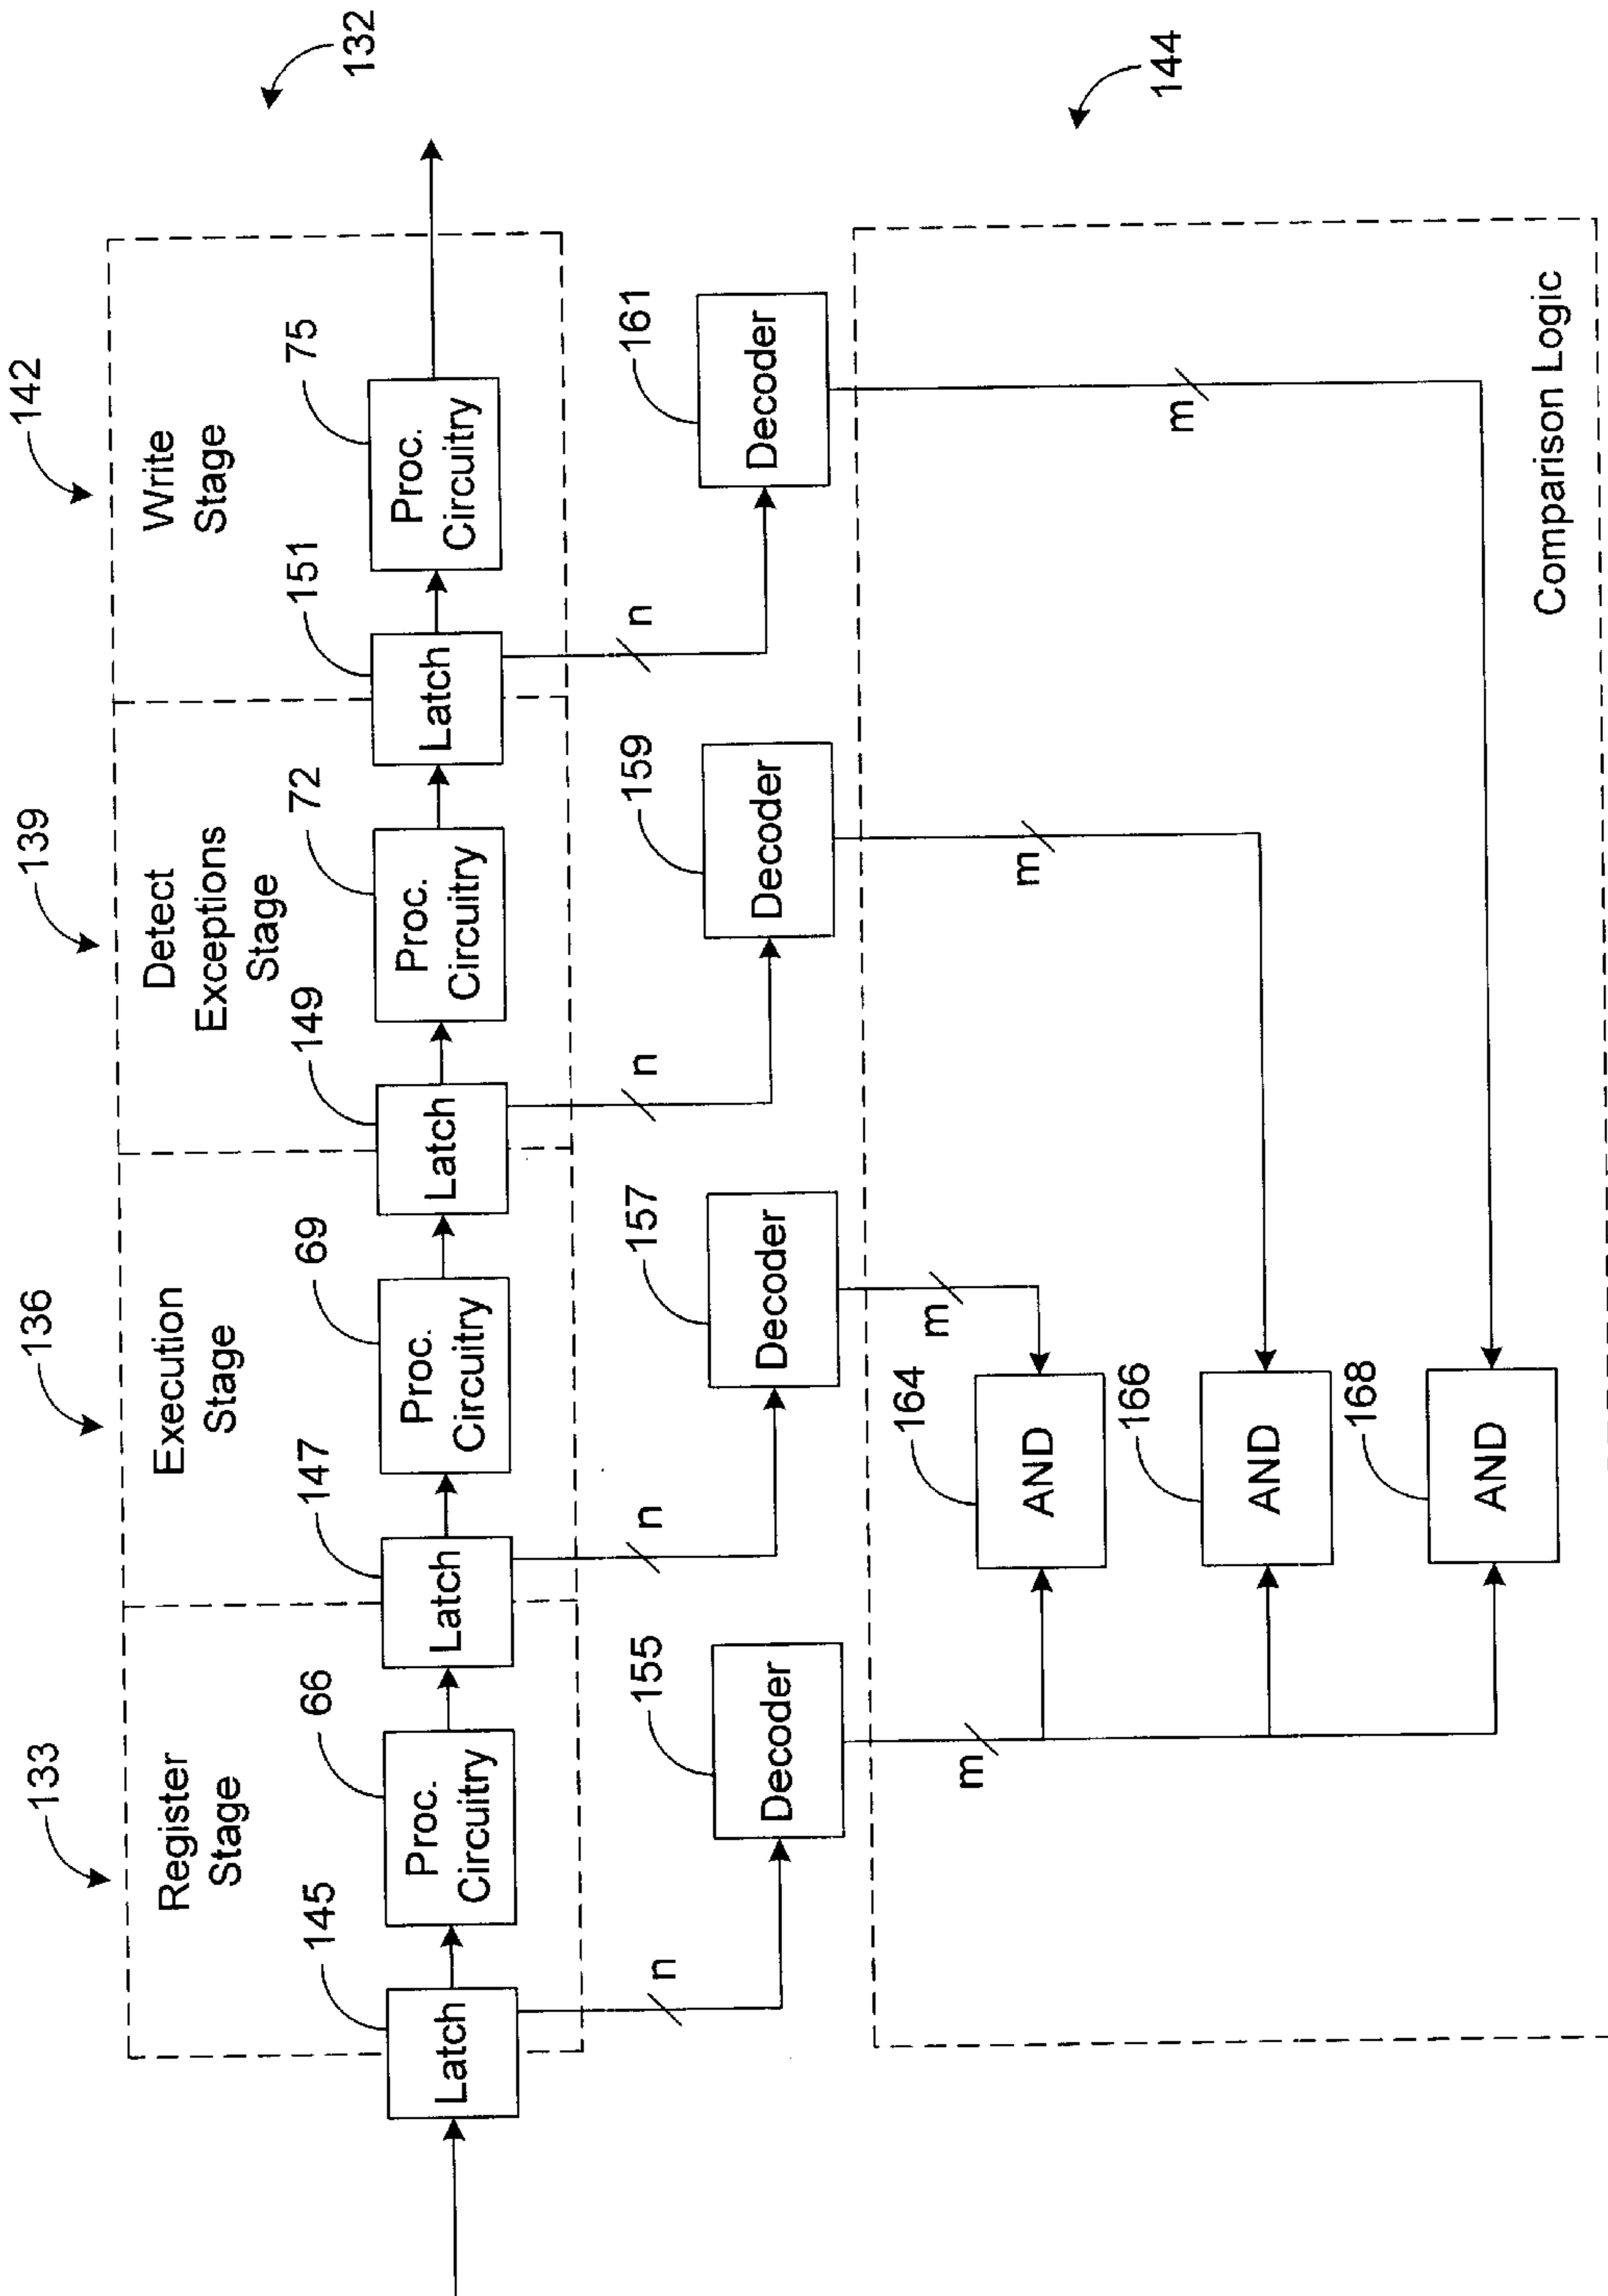 132
133
136
139
142
Register
Stage
Execution
Stage
Detect
Exceptions
Stage
Write
Stage
145
66
147
69
149
72
151
75
Latch
Proc.
Circuitry
Latch
Proc.
Circuitry
Latch
Proc.
Circuitry
Latch
Proc.
Circuitry
n
n
n
n
155
157
159
161
Decoder
Decoder
Decoder
Decoder
144
m
m
m
m
164
AND
166
AND
168
AND
Comparison Logic